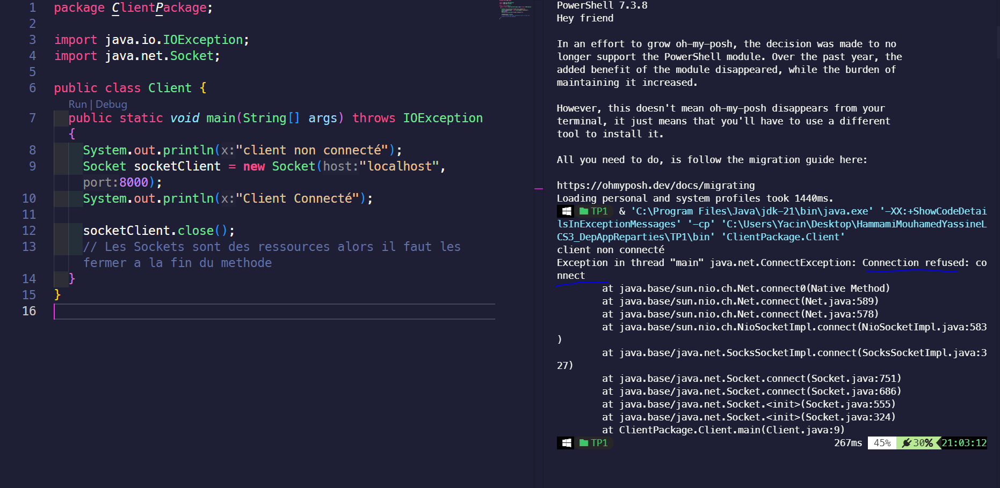 1 package ClientPackage;
2
3 import java.io.IOException;
4 import java.net.Socket;
5
6 public class Client {
Run | Debug
7 public static void main(String[] args) throws IOException
{
8 System.out.println(x:"client non connecté");
9 Socket socketClient = new Socket(host:"localhost",
port:8000);
10 System.out.println(x:"Client Connecté");
11
12 socketClient.close();
13 // Les Sockets sont des ressources alors il faut les
fermer a la fin du methode
14 }
15 }
16
PowerShell 7.3.8
Hey friend
In an effort to grow oh-my-posh, the decision was made to no
longer support the PowerShell module. Over the past year, the
added benefit of the module disappeared, while the burden of
maintaining it increased.
However, this doesn't mean oh-my-posh disappears from your
terminal, it just means that you'll have to use a different
tool to install it.
All you need to do, is follow the migration guide here:
https://ohmyposh.dev/docs/migrating
Loading personal and system profiles took 1440ms.
TP1 & 'C:\Program Files\Java\jdk-21\bin\java.exe' '-XX:+ShowCodeDetai
lsInExceptionMessages' '-cp' 'C:\Users\Yacin\Desktop\HammamiMouhamedYassineL
CS3_DepAppReparties\TP1\bin' 'ClientPackage.Client'
client non connecté
Exception in thread "main" java.net.ConnectException: Connection refused: co
nnect
at java.base/sun.nio.ch.Net.connect0(Native Method)
at java.base/sun.nio.ch.Net.connect(Net.java:589)
at java.base/sun.nio.ch.Net.connect(Net.java:578)
at java.base/sun.nio.ch.NioSocketImpl.connect(NioSocketImpl.java:583
)
at java.base/java.net.SocksSocketImpl.connect(SocksSocketImpl.java:3
27)
at java.base/java.net.Socket.connect(Socket.java:751)
at java.base/java.net.Socket.connect(Socket.java:686)
at java.base/java.net.Socket.<init>(Socket.java:555)
at java.base/java.net.Socket.<init>(Socket.java:324)
at ClientPackage.Client.main(Client.java:9)
TP1 267ms 45% 30% 21:03:12